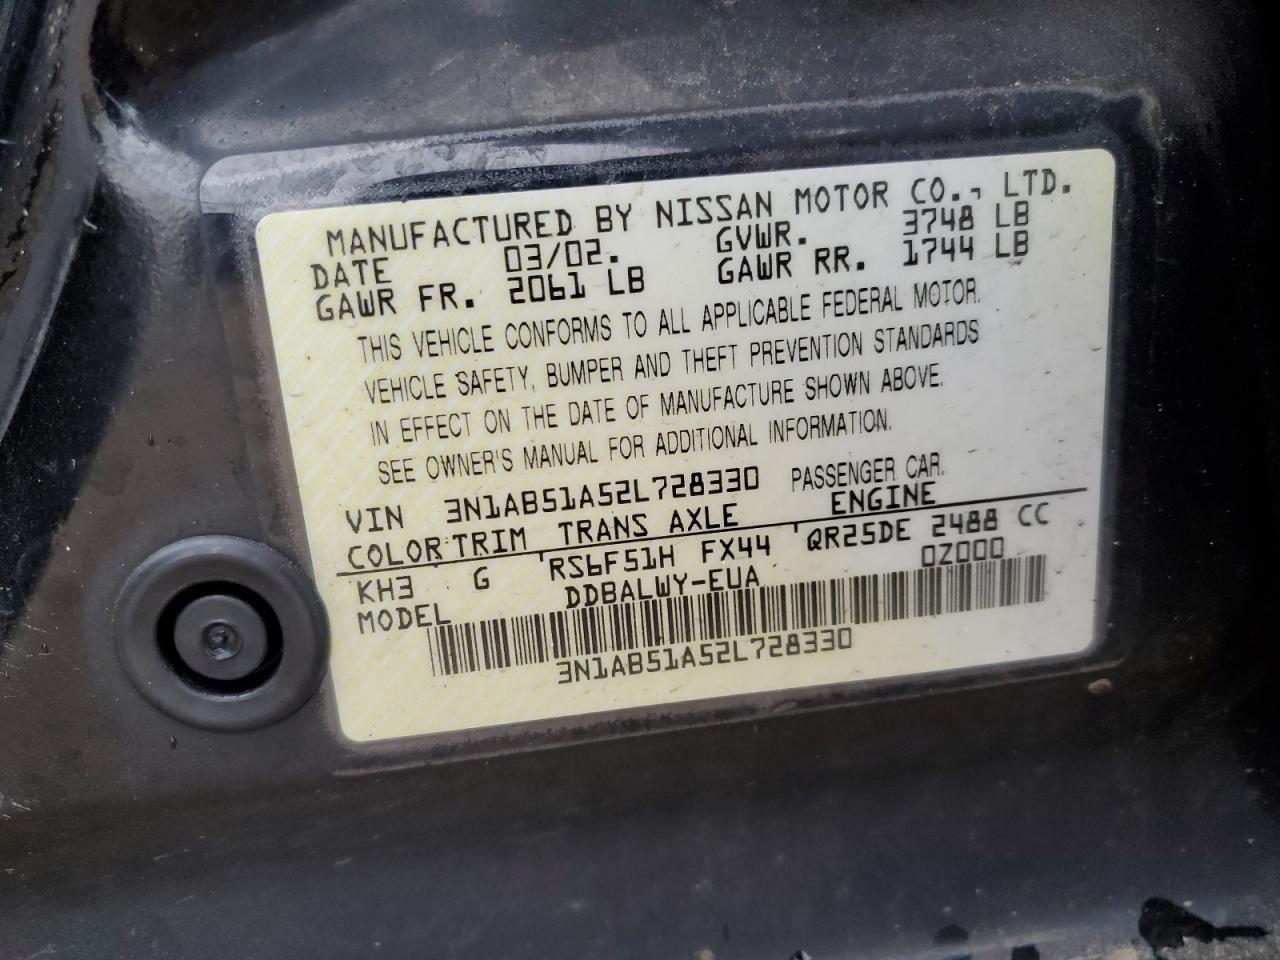 MANUFACTURED BY NISSAN MOTOR CO., LTD.
DATE 03/02. GVWR. 3748 LB
GAWR FR. 2061 LB GAWR RR. 1744 LB
THIS VEHICLE CONFORMS TO ALL APPLICABLE FEDERAL MOTOR.
VEHICLE SAFETY, BUMPER AND THEFT PREVENTION STANDARDS
IN EFFECT ON THE DATE OF MANUFACTURE SHOWN ABOVE.
SEE OWNER'S MANUAL FOR ADDITIONAL INFORMATION.
VIN 3N1AB51A52L728330 PASSENGER CAR.
COLOR TRIM TRANS AXLE ENGINE
KH3 G RS6F51H FX44 QR25DE 2488 CC
MODEL DDBALWY-EUA 0Z000
3N1AB51A52L728330